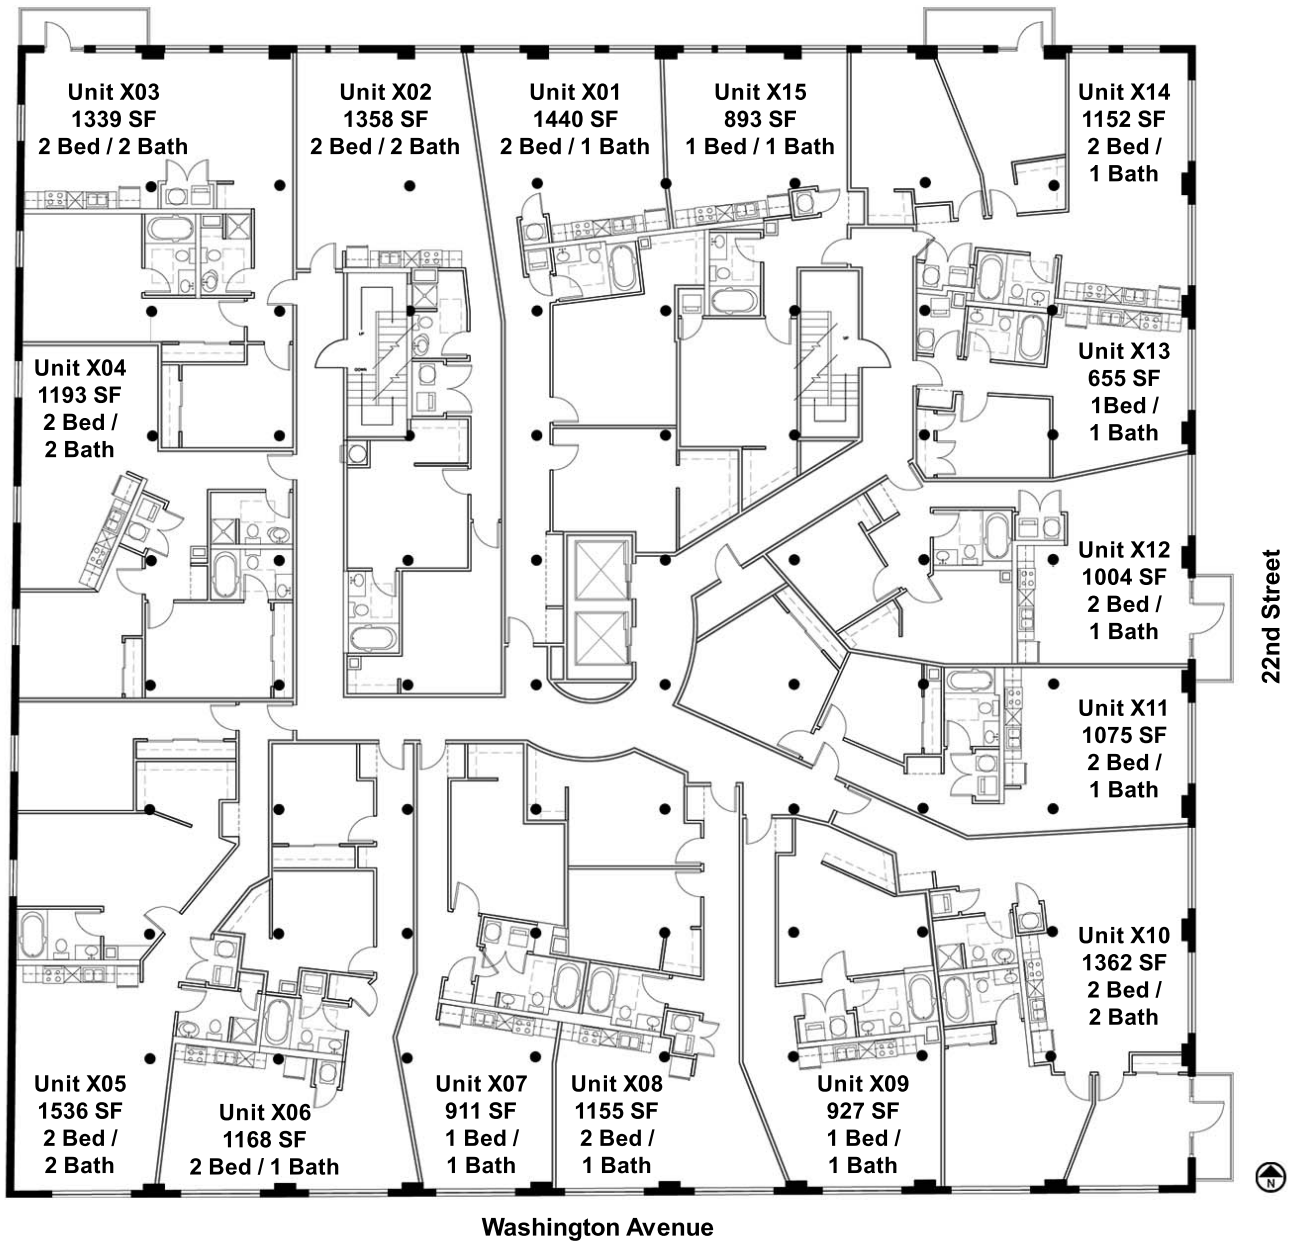 Unit X03
1339 SF
2 Bed / 2 Bath
Unit X02
1358 SF
2 Bed / 2 Bath
Unit X01
1440 SF
2 Bed / 1 Bath
Unit X15
893 SF
1 Bed / 1 Bath
Unit X14
1152 SF
2 Bed /
1 Bath
UP
DOWN
UP
Unit X04
1193 SF
2 Bed /
2 Bath
Unit X13
655 SF
1Bed /
1 Bath
Unit X12
1004 SF
2 Bed /
1 Bath
22nd Street
Unit X11
1075 SF
2 Bed /
1 Bath
Unit X10
1362 SF
2 Bed /
2 Bath
Unit X05
1536 SF
2 Bed /
2 Bath
Unit X06
1168 SF
2 Bed / 1 Bath
Unit X07
911 SF
1 Bed /
1 Bath
Unit X08
1155 SF
2 Bed /
1 Bath
Unit X09
927 SF
1 Bed /
1 Bath
N
Washington Avenue